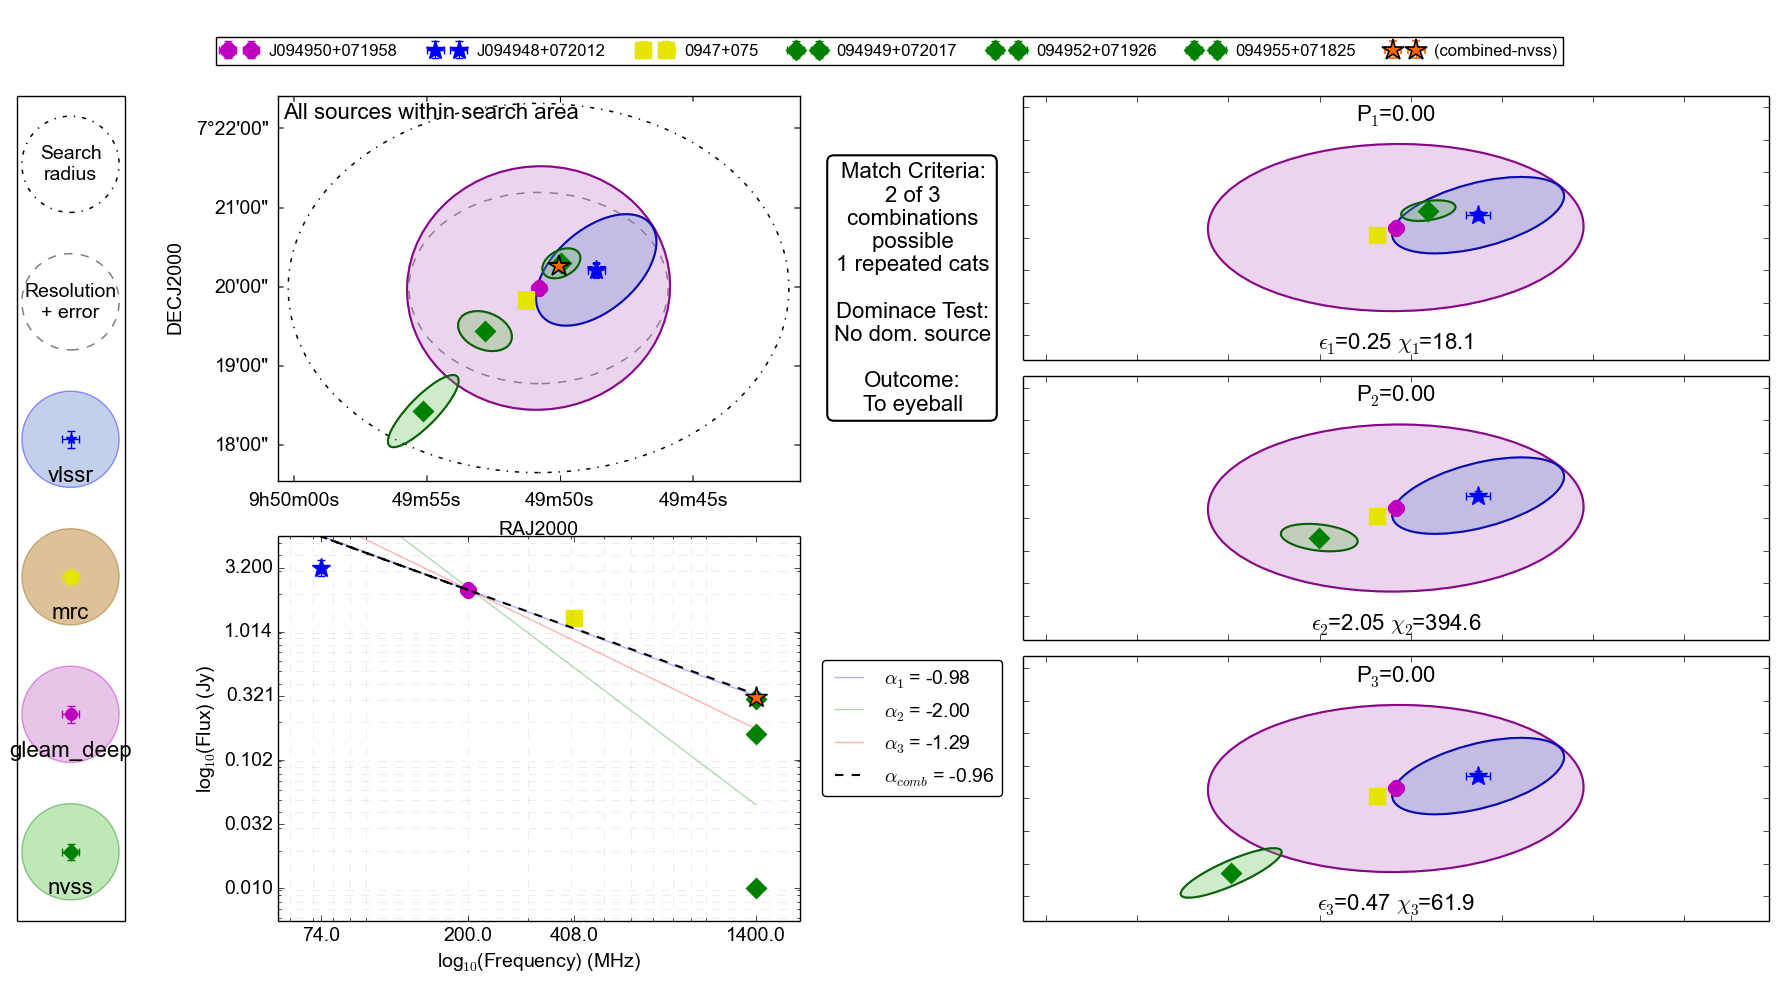 J094950+071958 J094948+072012 0947+075 094949+072017 094952+071926 094955+071825 (combined-nvss)
Search
radius
Resolution
+ error
vlssr
mrc
gleam_deep
nvss
All sources within search area
DECJ2000
7°22'00"
21'00"
20'00"
19'00"
18'00"
9h50m00s 49m55s 49m50s 49m45s
RAJ2000
Match Criteria:
2 of 3
combinations
possible
1 repeated cats
Dominace Test:
No dom. source
Outcome:
To eyeball
log10(Flux) (Jy)
3.200
1.014
0.321
0.102
0.032
0.010
74.0 200.0 408.0 1400.0
log10(Frequency) (MHz)
α1 = -0.98
α2 = -2.00
α3 = -1.29
αcomb = -0.96
P1=0.00
ϵ1=0.25 χ1=18.1
P2=0.00
ϵ2=2.05 χ2=394.6
P3=0.00
ϵ3=0.47 χ3=61.9